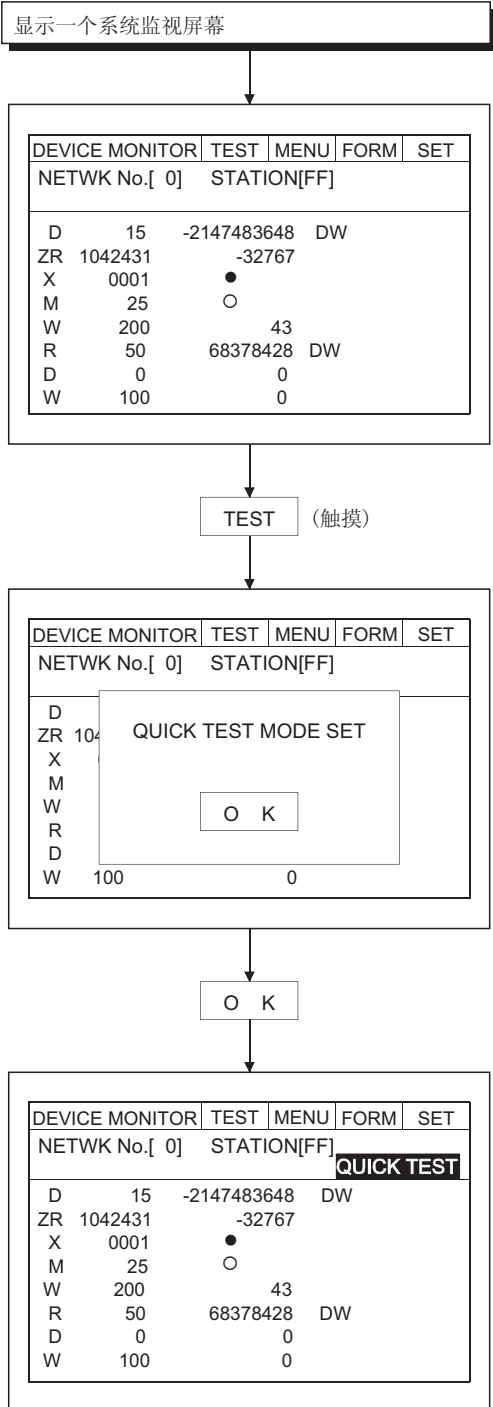 显示一个系统监视屏幕
DEVICE MONITOR TEST MENU FORM SET
NETWK No.[ 0] STATION[FF]
D 15 -2147483648 DW
ZR 1042431 -32767
X 0001 ●
M 25 ○
W 200 43
R 50 68378428 DW
D 0 0
W 100 0
TEST (触摸)
DEVICE MONITOR TEST MENU FORM SET
NETWK No.[ 0] STATION[FF]
D
ZR 104
X
M
W
R
D
W 100 0
QUICK TEST MODE SET
O K
O K
DEVICE MONITOR TEST MENU FORM SET
NETWK No.[ 0] STATION[FF]
QUICK TEST
D 15 -2147483648 DW
ZR 1042431 -32767
X 0001 ●
M 25 ○
W 200 43
R 50 68378428 DW
D 0 0
W 100 0